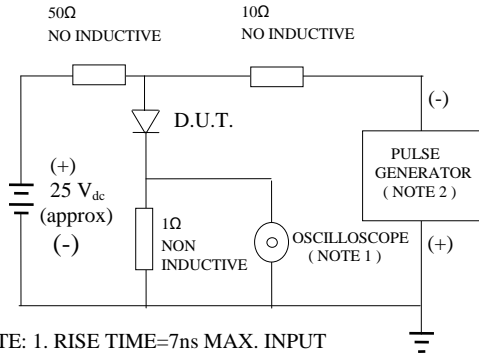 50Ω
NO INDUCTIVE
10Ω
NO INDUCTIVE
D.U.T.
(-)
PULSE
GENERATOR
( NOTE 2 )
(+)
(+)
25 Vdc
(approx)
(-)
1Ω
NON
INDUCTIVE
OSCILLOSCOPE
( NOTE 1 )
TE: 1. RISE TIME=7ns MAX. INPUT